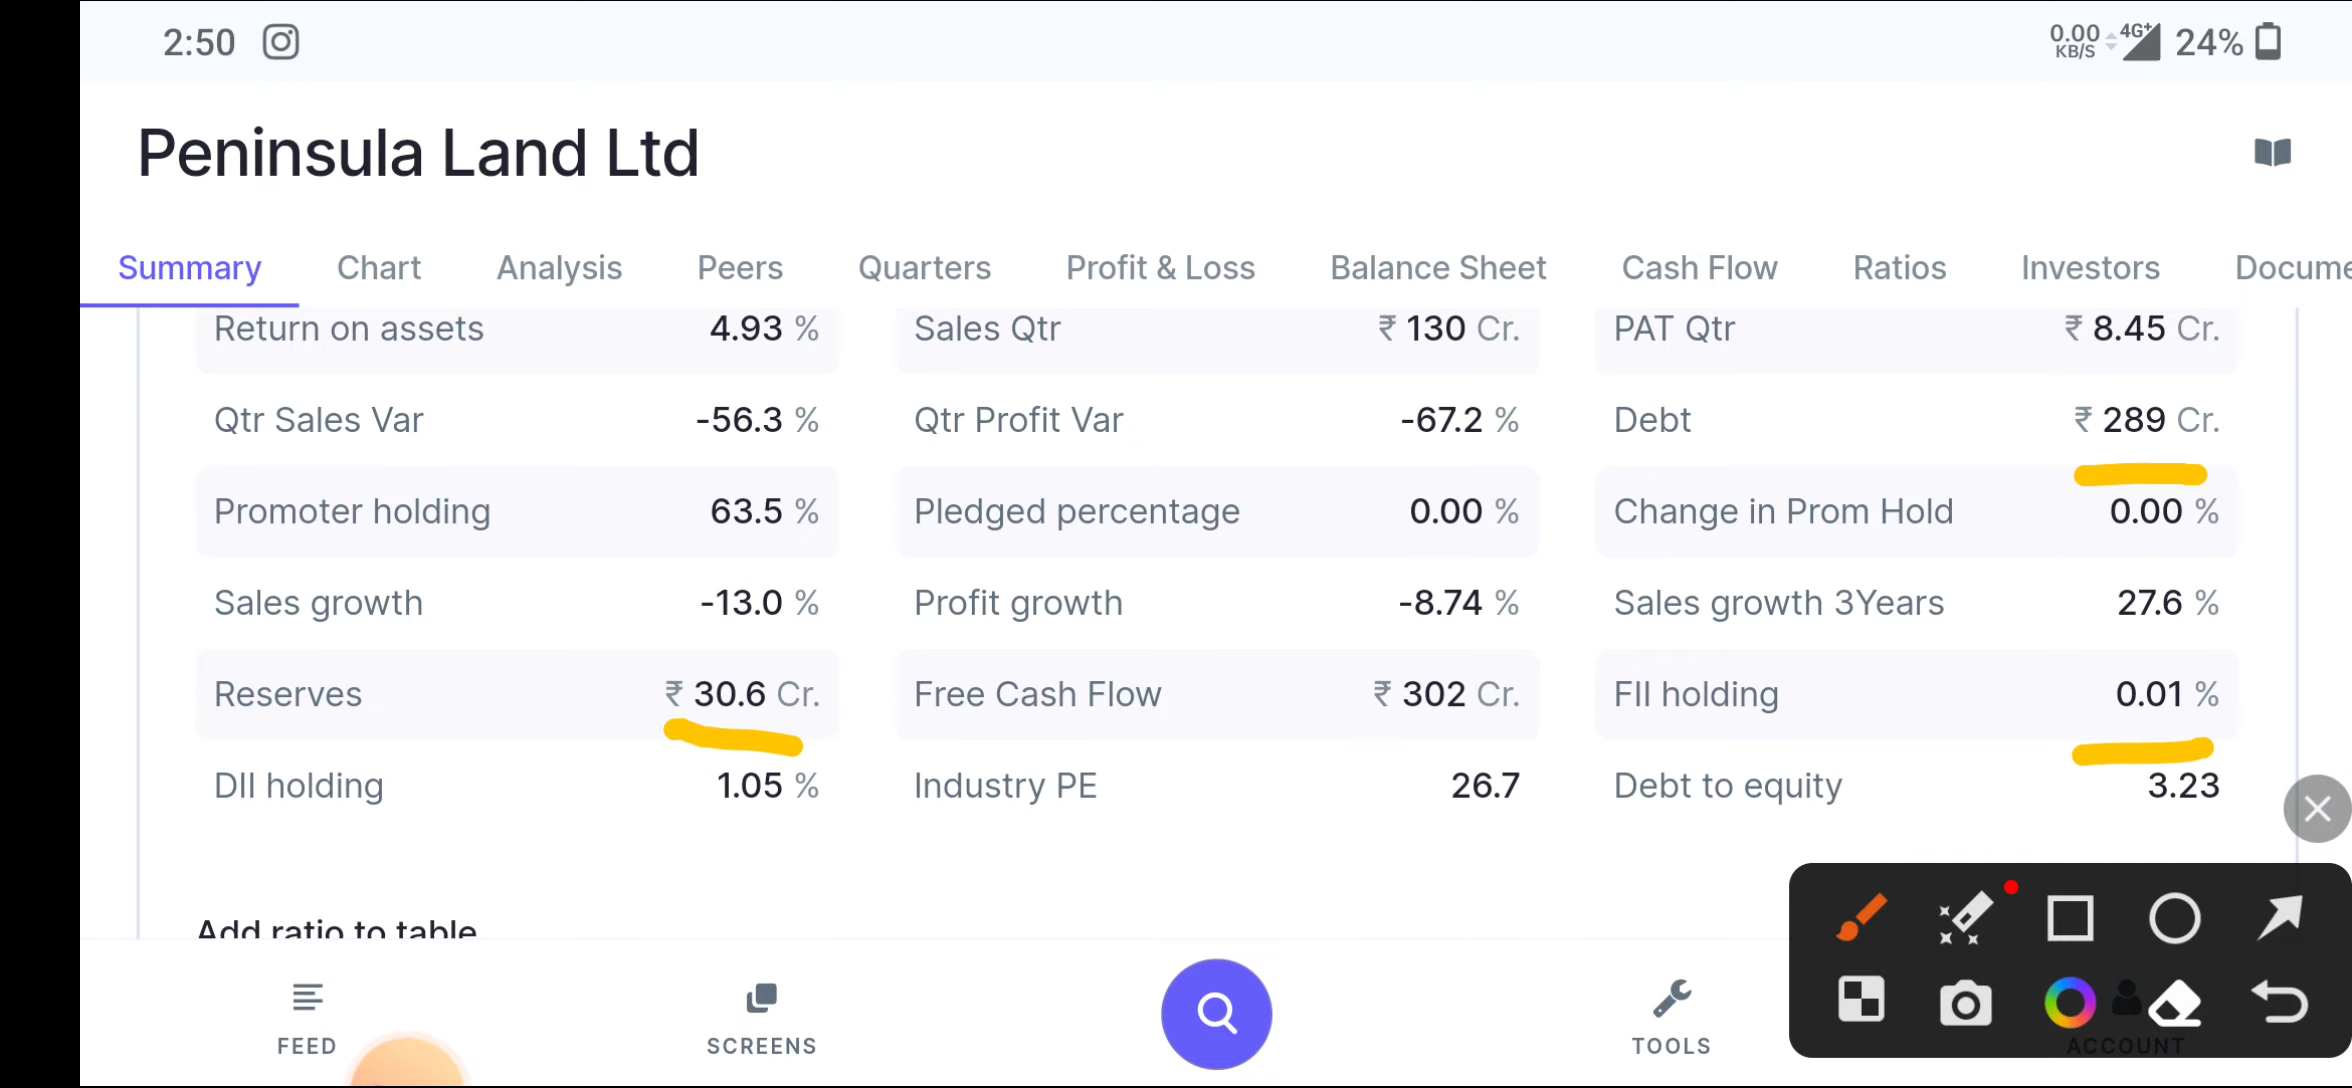 2:50
0.00 KB/S 4G+ 24%
Peninsula Land Ltd
Summary Chart Analysis Peers Quarters Profit & Loss Balance Sheet Cash Flow Ratios Investors Docume
Return on assets 4.93 % Sales Qtr ₹ 130 Cr. PAT Qtr ₹ 8.45 Cr.
Qtr Sales Var -56.3 % Qtr Profit Var -67.2 % Debt ₹ 289 Cr.
Promoter holding 63.5 % Pledged percentage 0.00 % Change in Prom Hold 0.00 %
Sales growth -13.0 % Profit growth -8.74 % Sales growth 3Years 27.6 %
Reserves ₹ 30.6 Cr. Free Cash Flow ₹ 302 Cr. FII holding 0.01 %
DII holding 1.05 % Industry PE 26.7 Debt to equity 3.23
Add ratio to table
FEED SCREENS TOOLS ACCOUNT